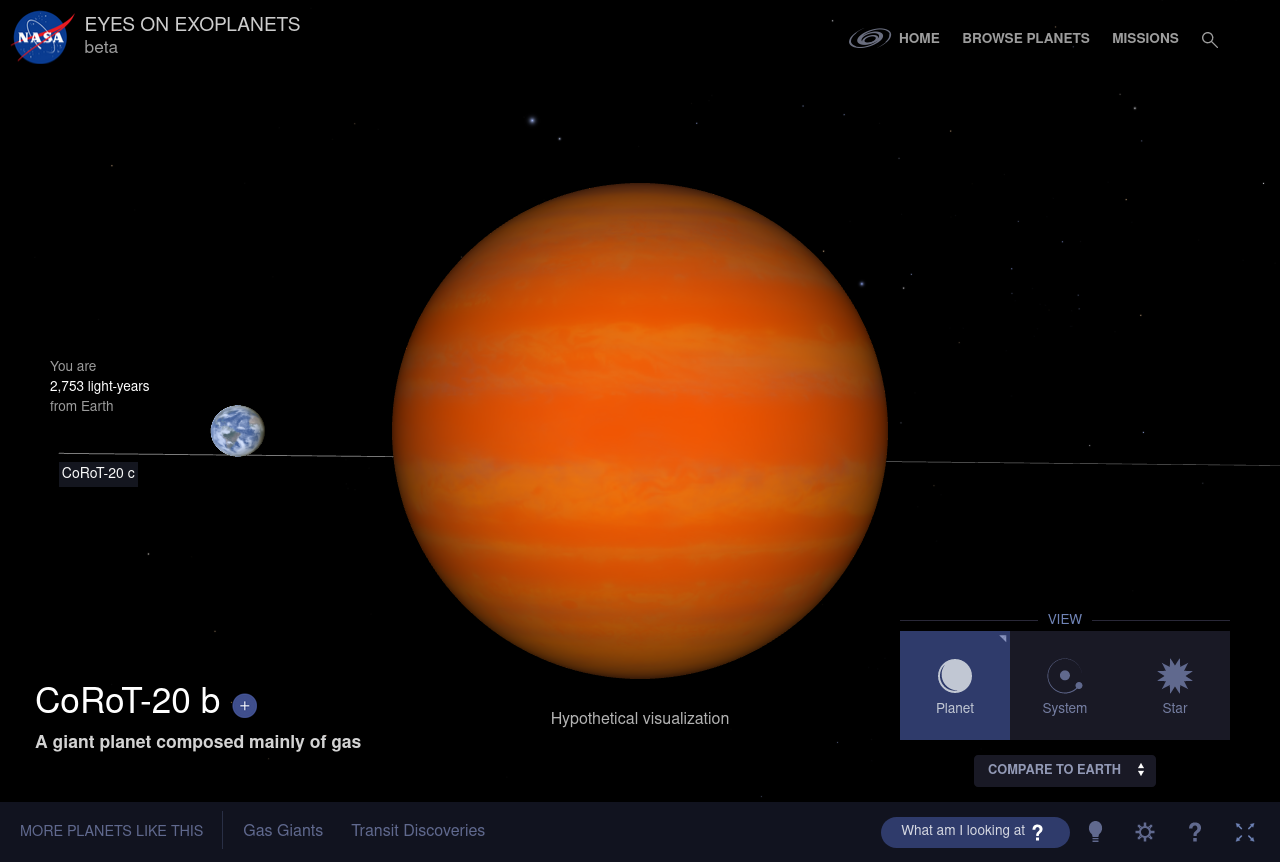 NASA
EYES ON EXOPLANETS
beta
HOME
BROWSE PLANETS
MISSIONS
You are
2,753 light-years
from Earth
CoRoT-20 c
CoRoT-20 b +
A giant planet composed mainly of gas
Hypothetical visualization
VIEW
Planet
System
Star
COMPARE TO EARTH
MORE PLANETS LIKE THIS
Gas Giants
Transit Discoveries
What am I looking at ?
?